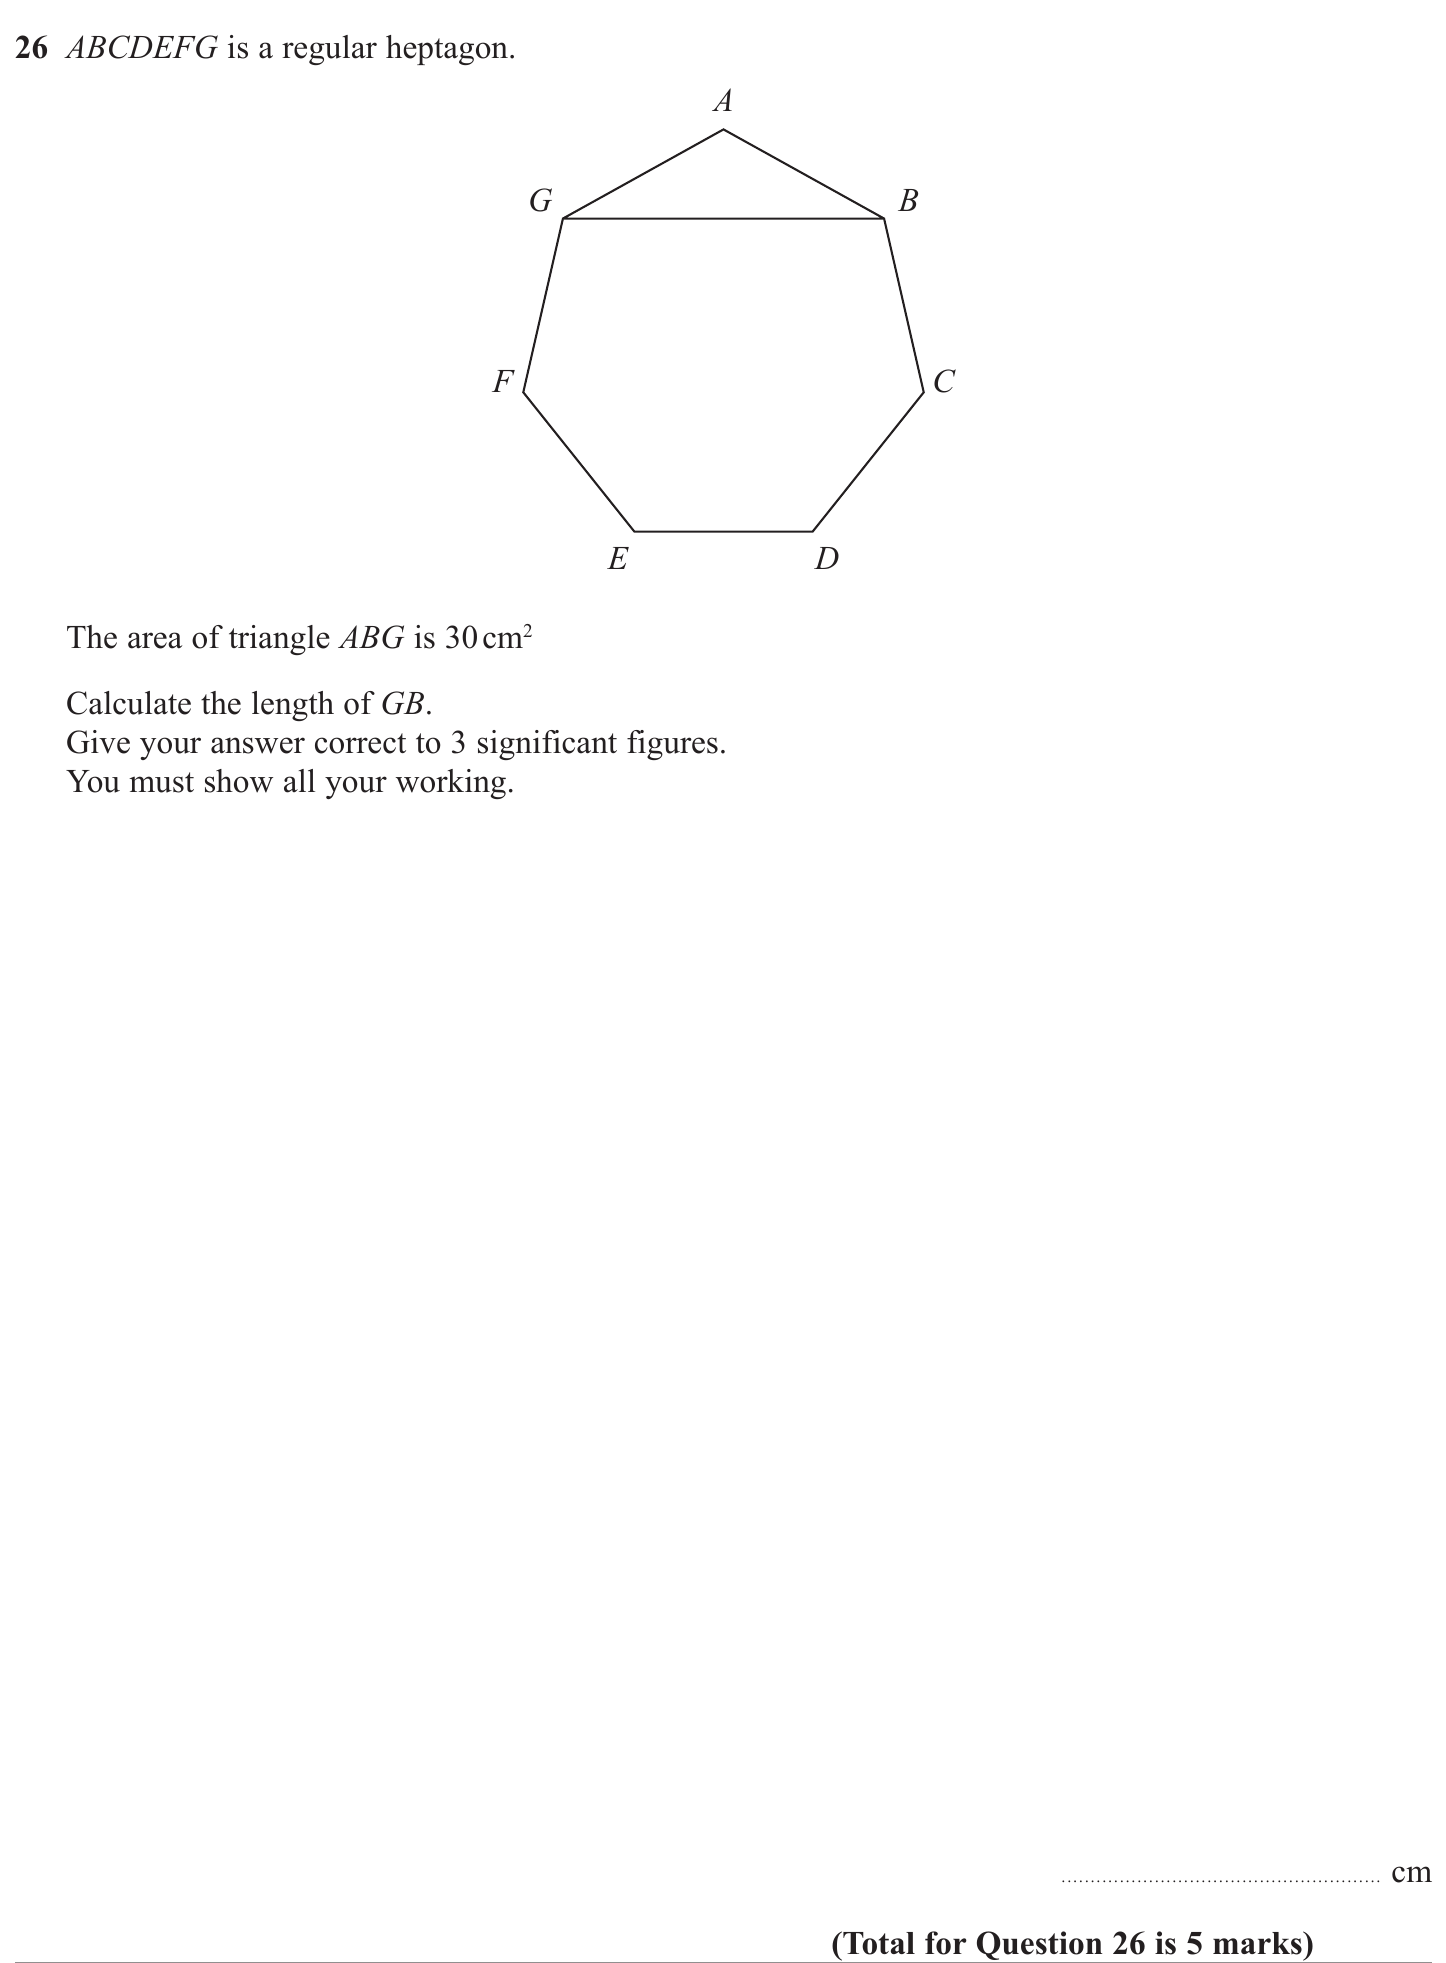 26 ABCDEFG is a regular heptagon.
A
G
B
F
C
E
D
The area of triangle ABG is 30 cm²
Calculate the length of GB.
Give your answer correct to 3 significant figures.
You must show all your working.
...................................................... cm
(Total for Question 26 is 5 marks)